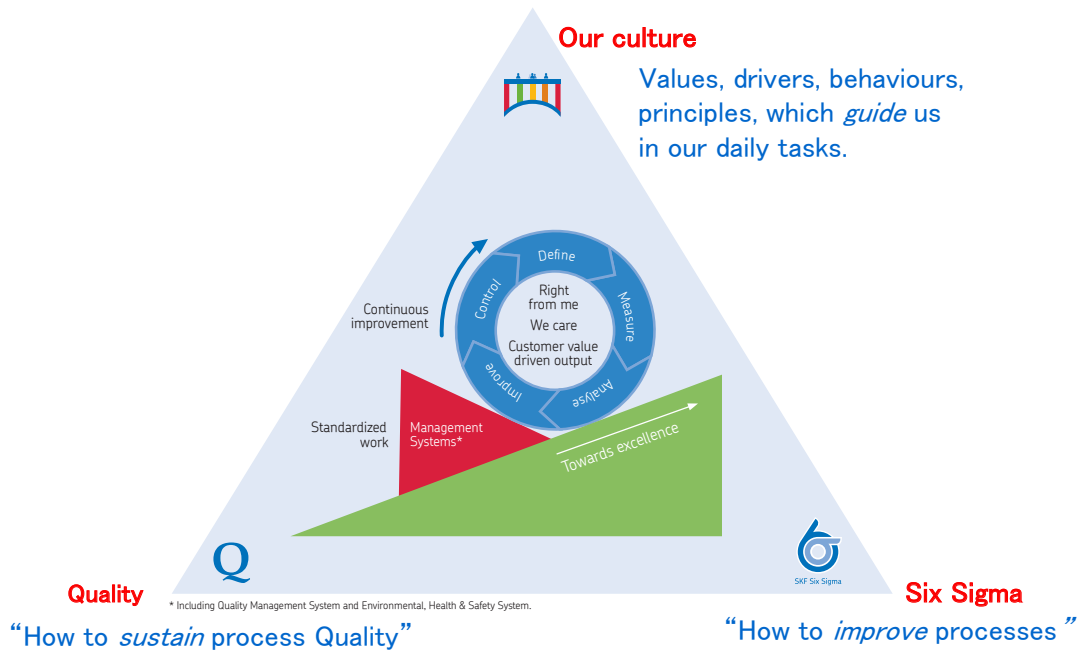 Our culture
Values, drivers, behaviours,
principles, which guide us
in our daily tasks.
Define
Measure
Analyse
Improve
Control
Right
from me
We care
Customer value
driven output
Continuous
improvement
Standardized
work
Management
Systems*
Towards excellence
Q
SKF Six Sigma
Quality
* Including Quality Management System and Environmental, Health & Safety System.
Six Sigma
“How to sustain process Quality”
“How to improve processes ”